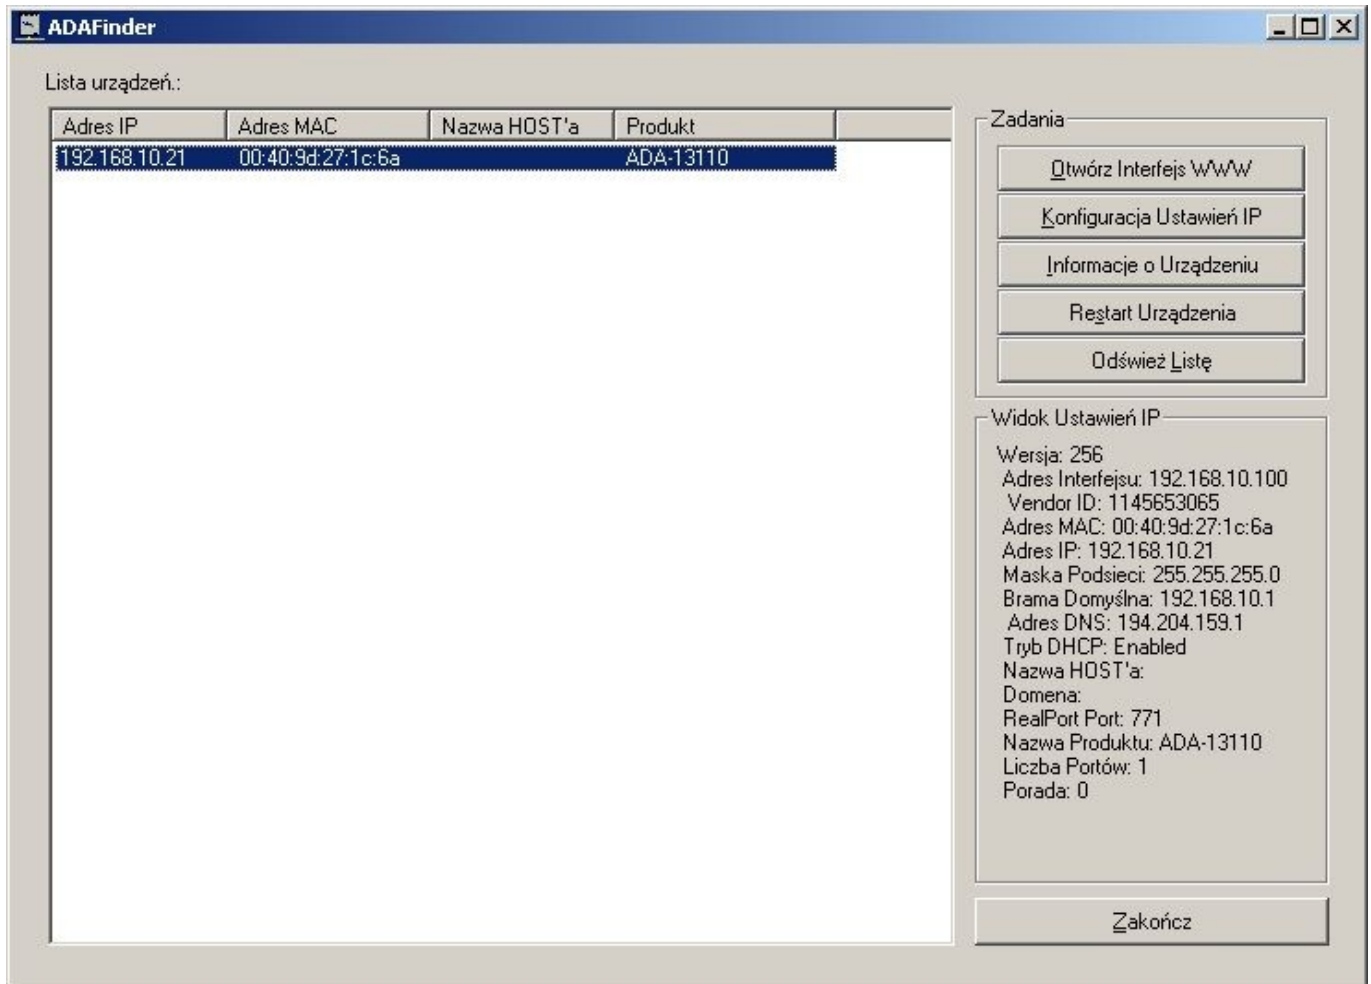 ADAFinder
Lista urządzeń.:
Adres IP Adres MAC Nazwa HOST'a Produkt
192.168.10.21 00:40:9d:27:1c:6a ADA-13110
Zadania
Otwórz Interfejs WWW
Konfiguracja Ustawień IP
Informacje o Urządzeniu
Restart Urządzenia
Odśwież Listę
Widok Ustawień IP
Wersja: 256
Adres Interfejsu: 192.168.10.100
Vendor ID: 1145653065
Adres MAC: 00:40:9d:27:1c:6a
Adres IP: 192.168.10.21
Maska Podsieci: 255.255.255.0
Brama Domyślna: 192.168.10.1
Adres DNS: 194.204.159.1
Tryb DHCP: Enabled
Nazwa HOST'a:
Domena:
RealPort Port: 771
Nazwa Produktu: ADA-13110
Liczba Portów: 1
Porada: 0
Zakończ